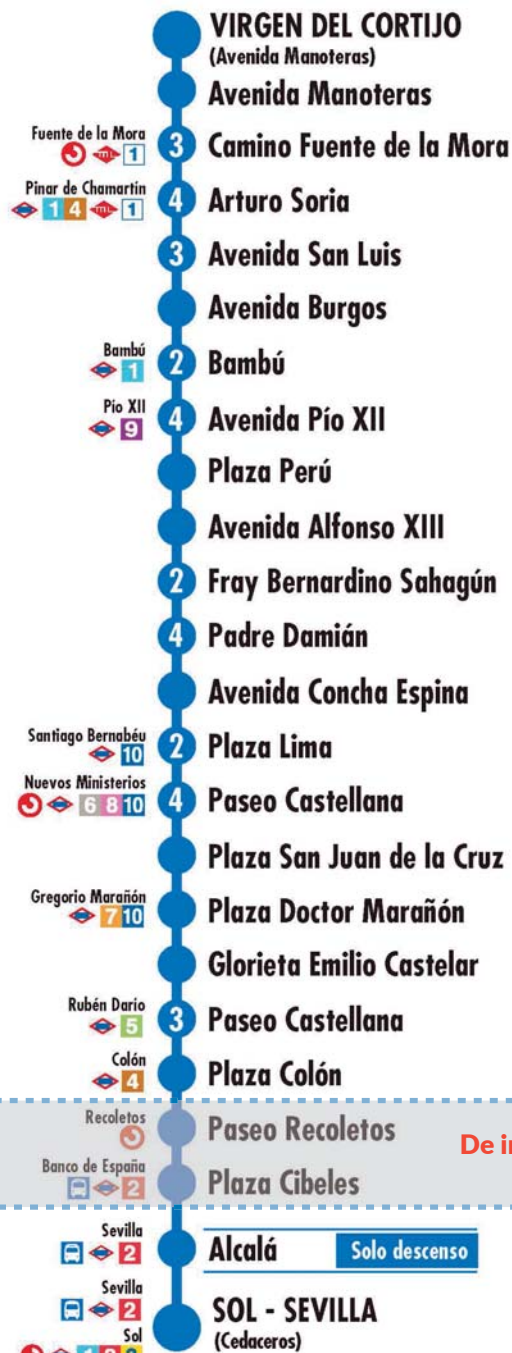 VIRGEN DEL CORTIJO
(Avenida Manoteras)
Avenida Manoteras
Fuente de la Mora
1
3
Camino Fuente de la Mora
Pinar de Chamartín
1 4 1
4
Arturo Soria
3
Avenida San Luis
Avenida Burgos
Bambú
1
2
Bambú
Pío XII
9
4
Avenida Pío XII
Plaza Perú
Avenida Alfonso XIII
2
Fray Bernardino Sahagún
4
Padre Damián
Avenida Concha Espina
Santiago Bernabéu
10
2
Plaza Lima
Nuevos Ministerios
6 8 10
4
Paseo Castellana
Plaza San Juan de la Cruz
Gregorio Marañón
7 10
Plaza Doctor Marañón
Glorieta Emilio Castelar
Rubén Dario
5
3
Paseo Castellana
Colón
4
Plaza Colón
Recoletos
Paseo Recoletos
De
Banco de España
2
Plaza Cibeles
Sevilla
2
Alcalá
Solo descenso
Sevilla
2
SOL - SEVILLA
(Cedaceros)
Sol